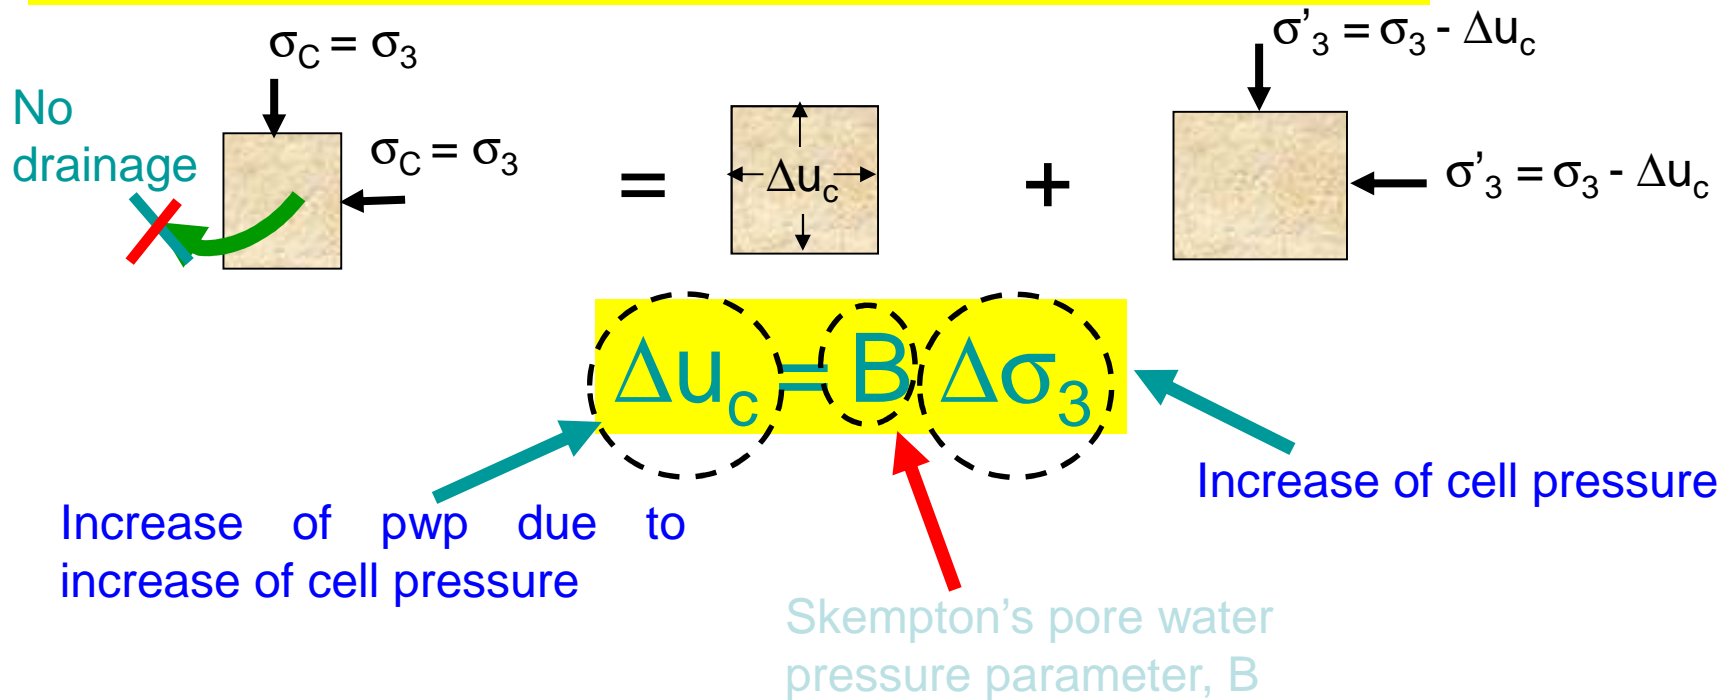 σC = σ3
σ'3 = σ3 - Δuc
No
drainage
σC = σ3
=
Δuc
+
σ'3 = σ3 - Δuc
Δuc = B Δσ3
Increase of cell pressure
Increase of pwp due to
increase of cell pressure
Skempton's pore water
pressure parameter, B